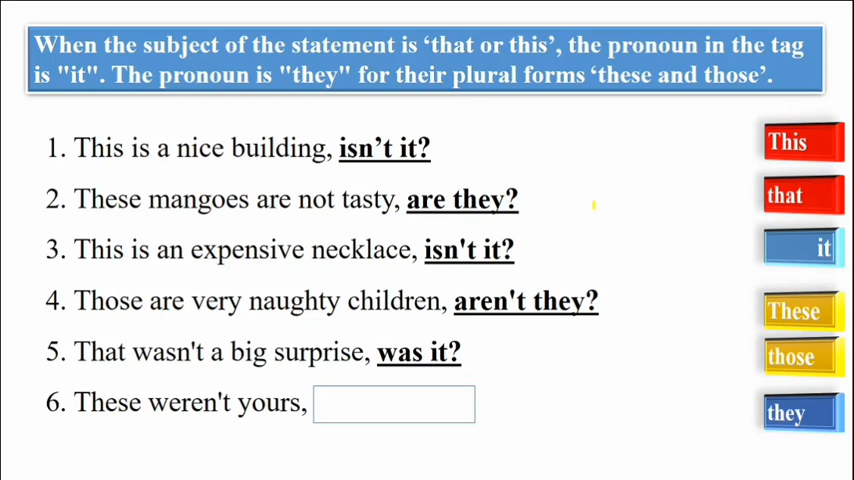 When the subject of the statement is ‘that or this’, the pronoun in the tag
is "it". The pronoun is "they" for their plural forms ‘these and those’.
1. This is a nice building, isn’t it?
2. These mangoes are not tasty, are they?
3. This is an expensive necklace, isn't it?
4. Those are very naughty children, aren't they?
5. That wasn't a big surprise, was it?
6. These weren't yours,
This
that
it
These
those
they